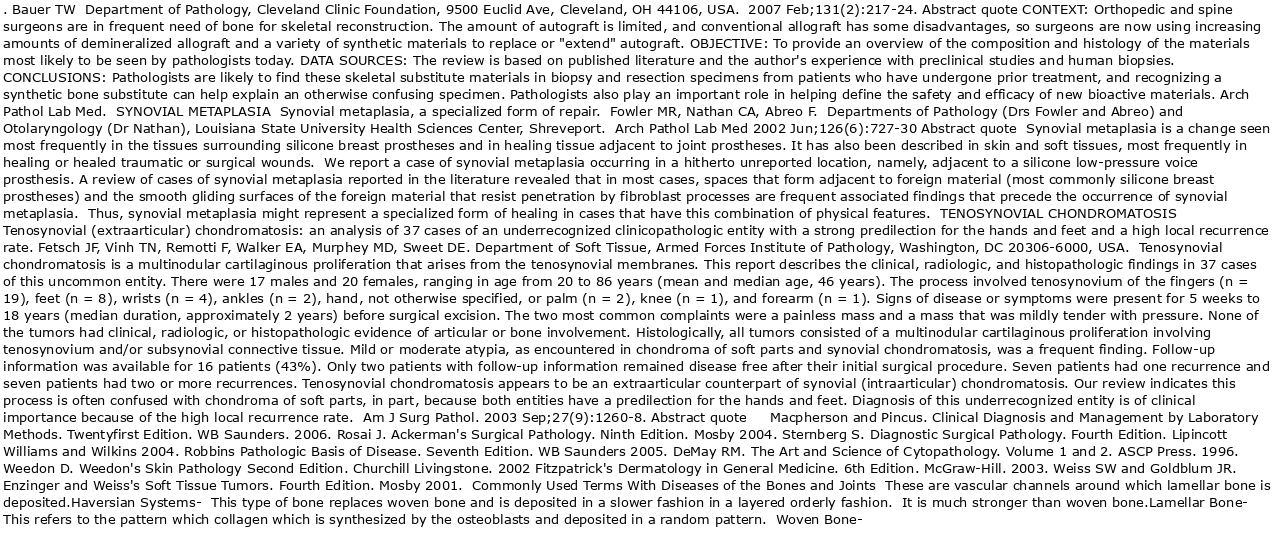 . Bauer TW  Department of Pathology, Cleveland Clinic Foundation, 9500 Euclid Ave, Cleveland, OH 44106, USA.  2007 Feb;131(2):217-24. Abstract quote CONTEXT: Orthopedic and spine
surgeons are in frequent need of bone for skeletal reconstruction. The amount of autograft is limited, and conventional allograft has some disadvantages, so surgeons are now using increasing
amounts of demineralized allograft and a variety of synthetic materials to replace or "extend" autograft. OBJECTIVE: To provide an overview of the composition and histology of the materials
most likely to be seen by pathologists today. DATA SOURCES: The review is based on published literature and the author's experience with preclinical studies and human biopsies.
CONCLUSIONS: Pathologists are likely to find these skeletal substitute materials in biopsy and resection specimens from patients who have undergone prior treatment, and recognizing a
synthetic bone substitute can help explain an otherwise confusing specimen. Pathologists also play an important role in helping define the safety and efficacy of new bioactive materials. Arch
Pathol Lab Med.  SYNOVIAL METAPLASIA  Synovial metaplasia, a specialized form of repair.  Fowler MR, Nathan CA, Abreo F.  Departments of Pathology (Drs Fowler and Abreo) and
Otolaryngology (Dr Nathan), Louisiana State University Health Sciences Center, Shreveport.  Arch Pathol Lab Med 2002 Jun;126(6):727-30 Abstract quote  Synovial metaplasia is a change seen
most frequently in the tissues surrounding silicone breast prostheses and in healing tissue adjacent to joint prostheses. It has also been described in skin and soft tissues, most frequently in
healing or healed traumatic or surgical wounds.  We report a case of synovial metaplasia occurring in a hitherto unreported location, namely, adjacent to a silicone low-pressure voice
prosthesis. A review of cases of synovial metaplasia reported in the literature revealed that in most cases, spaces that form adjacent to foreign material (most commonly silicone breast
prostheses) and the smooth gliding surfaces of the foreign material that resist penetration by fibroblast processes are frequent associated findings that precede the occurrence of synovial
metaplasia.  Thus, synovial metaplasia might represent a specialized form of healing in cases that have this combination of physical features.  TENOSYNOVIAL CHONDROMATOSIS
Tenosynovial (extraarticular) chondromatosis: an analysis of 37 cases of an underrecognized clinicopathologic entity with a strong predilection for the hands and feet and a high local recurrence
rate. Fetsch JF, Vinh TN, Remotti F, Walker EA, Murphey MD, Sweet DE. Department of Soft Tissue, Armed Forces Institute of Pathology, Washington, DC 20306-6000, USA.  Tenosynovial
chondromatosis is a multinodular cartilaginous proliferation that arises from the tenosynovial membranes. This report describes the clinical, radiologic, and histopathologic findings in 37 cases
of this uncommon entity. There were 17 males and 20 females, ranging in age from 20 to 86 years (mean and median age, 46 years). The process involved tenosynovium of the fingers (n =
19), feet (n = 8), wrists (n = 4), ankles (n = 2), hand, not otherwise specified, or palm (n = 2), knee (n = 1), and forearm (n = 1). Signs of disease or symptoms were present for 5 weeks to
18 years (median duration, approximately 2 years) before surgical excision. The two most common complaints were a painless mass and a mass that was mildly tender with pressure. None of
the tumors had clinical, radiologic, or histopathologic evidence of articular or bone involvement. Histologically, all tumors consisted of a multinodular cartilaginous proliferation involving
tenosynovium and/or subsynovial connective tissue. Mild or moderate atypia, as encountered in chondroma of soft parts and synovial chondromatosis, was a frequent finding. Follow-up
information was available for 16 patients (43%). Only two patients with follow-up information remained disease free after their initial surgical procedure. Seven patients had one recurrence and
seven patients had two or more recurrences. Tenosynovial chondromatosis appears to be an extraarticular counterpart of synovial (intraarticular) chondromatosis. Our review indicates this
process is often confused with chondroma of soft parts, in part, because both entities have a predilection for the hands and feet. Diagnosis of this underrecognized entity is of clinical
importance because of the high local recurrence rate.  Am J Surg Pathol. 2003 Sep;27(9):1260-8. Abstract quote     Macpherson and Pincus. Clinical Diagnosis and Management by Laboratory
Methods. Twentyfirst Edition. WB Saunders. 2006. Rosai J. Ackerman's Surgical Pathology. Ninth Edition. Mosby 2004. Sternberg S. Diagnostic Surgical Pathology. Fourth Edition. Lipincott
Williams and Wilkins 2004. Robbins Pathologic Basis of Disease. Seventh Edition. WB Saunders 2005. DeMay RM. The Art and Science of Cytopathology. Volume 1 and 2. ASCP Press. 1996.
Weedon D. Weedon's Skin Pathology Second Edition. Churchill Livingstone. 2002 Fitzpatrick's Dermatology in General Medicine. 6th Edition. McGraw-Hill. 2003. Weiss SW and Goldblum JR.
Enzinger and Weiss's Soft Tissue Tumors. Fourth Edition. Mosby 2001.  Commonly Used Terms With Diseases of the Bones and Joints  These are vascular channels around which lamellar bone is
deposited.Haversian Systems-  This type of bone replaces woven bone and is deposited in a slower fashion in a layered orderly fashion.  It is much stronger than woven bone.Lamellar Bone-
This refers to the pattern which collagen which is synthesized by the osteoblasts and deposited in a random pattern.  Woven Bone-